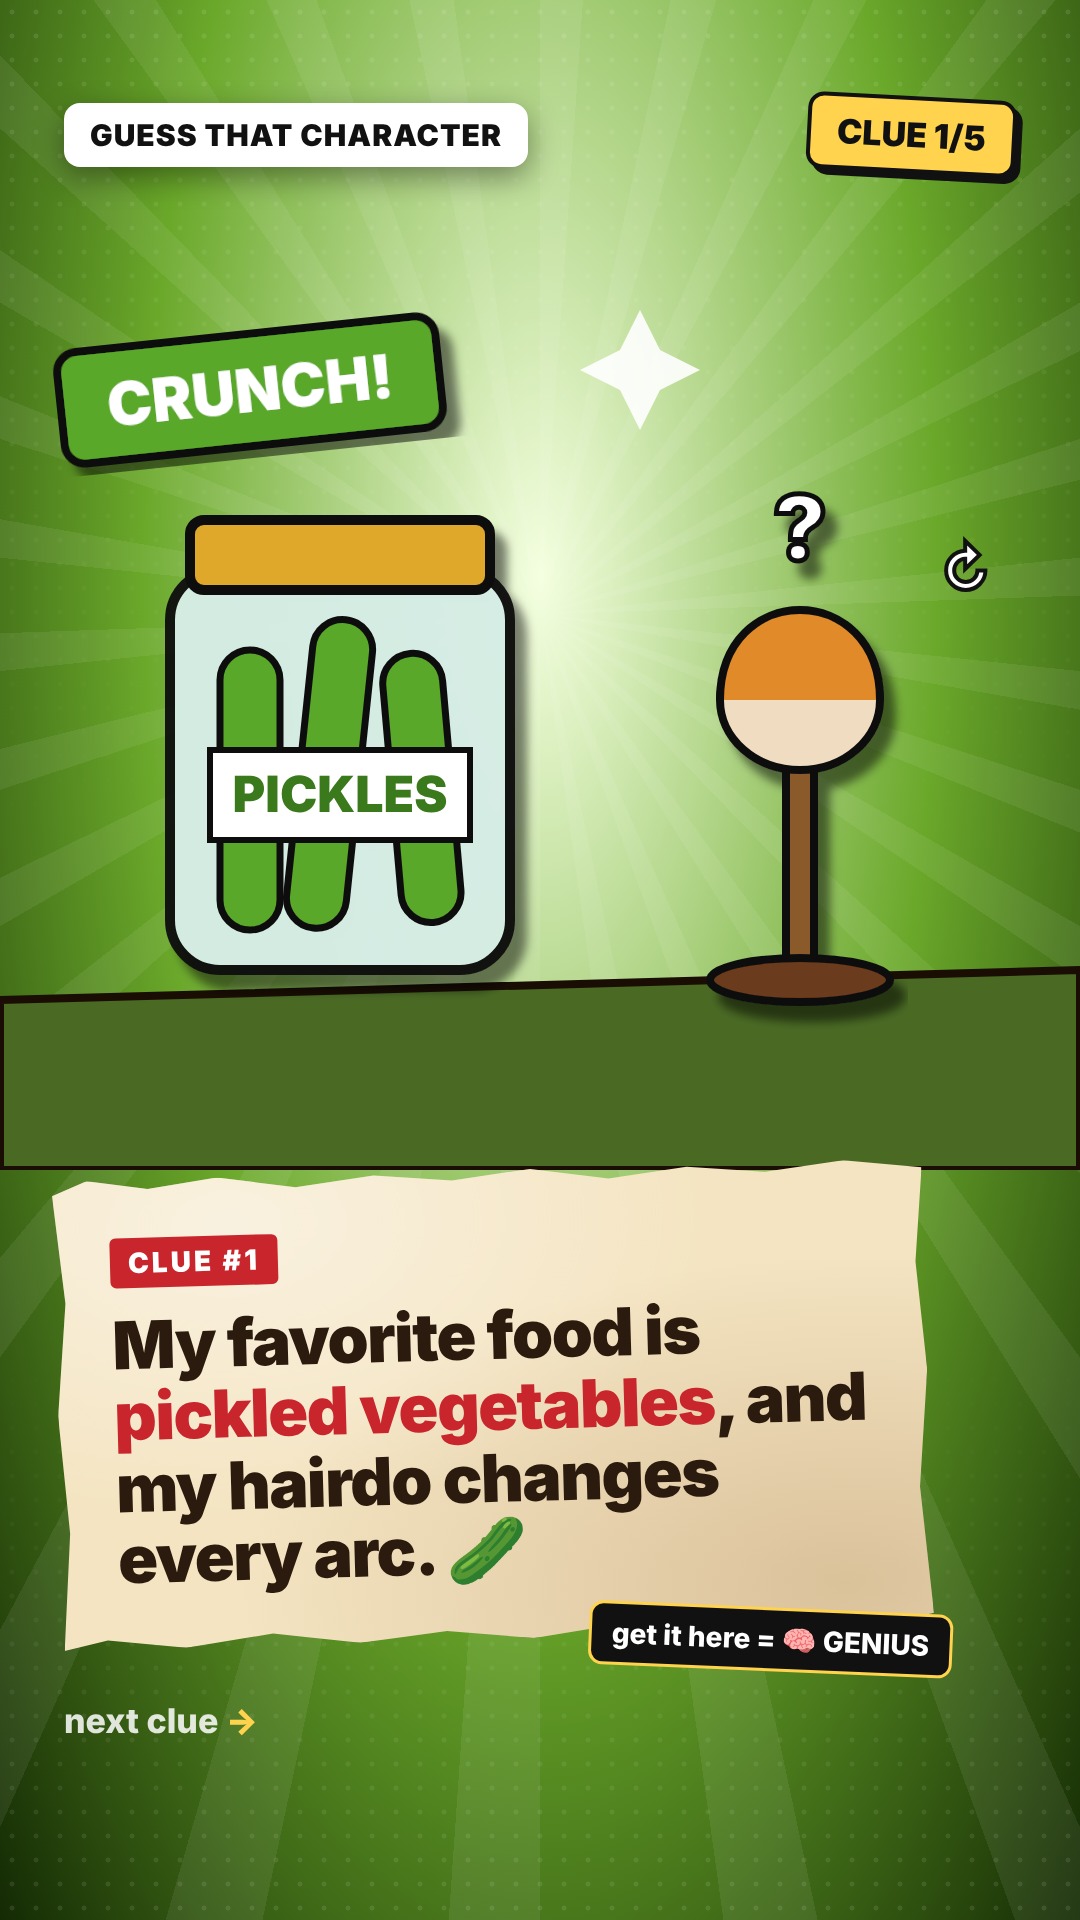 GUESS THAT CHARACTER
CLUE 1/5
CRUNCH!
?
PICKLES
CLUE #1
My favorite food is
pickled vegetables, and
my hairdo changes
every arc. 🥒
get it here = 🧠 GENIUS
next clue →